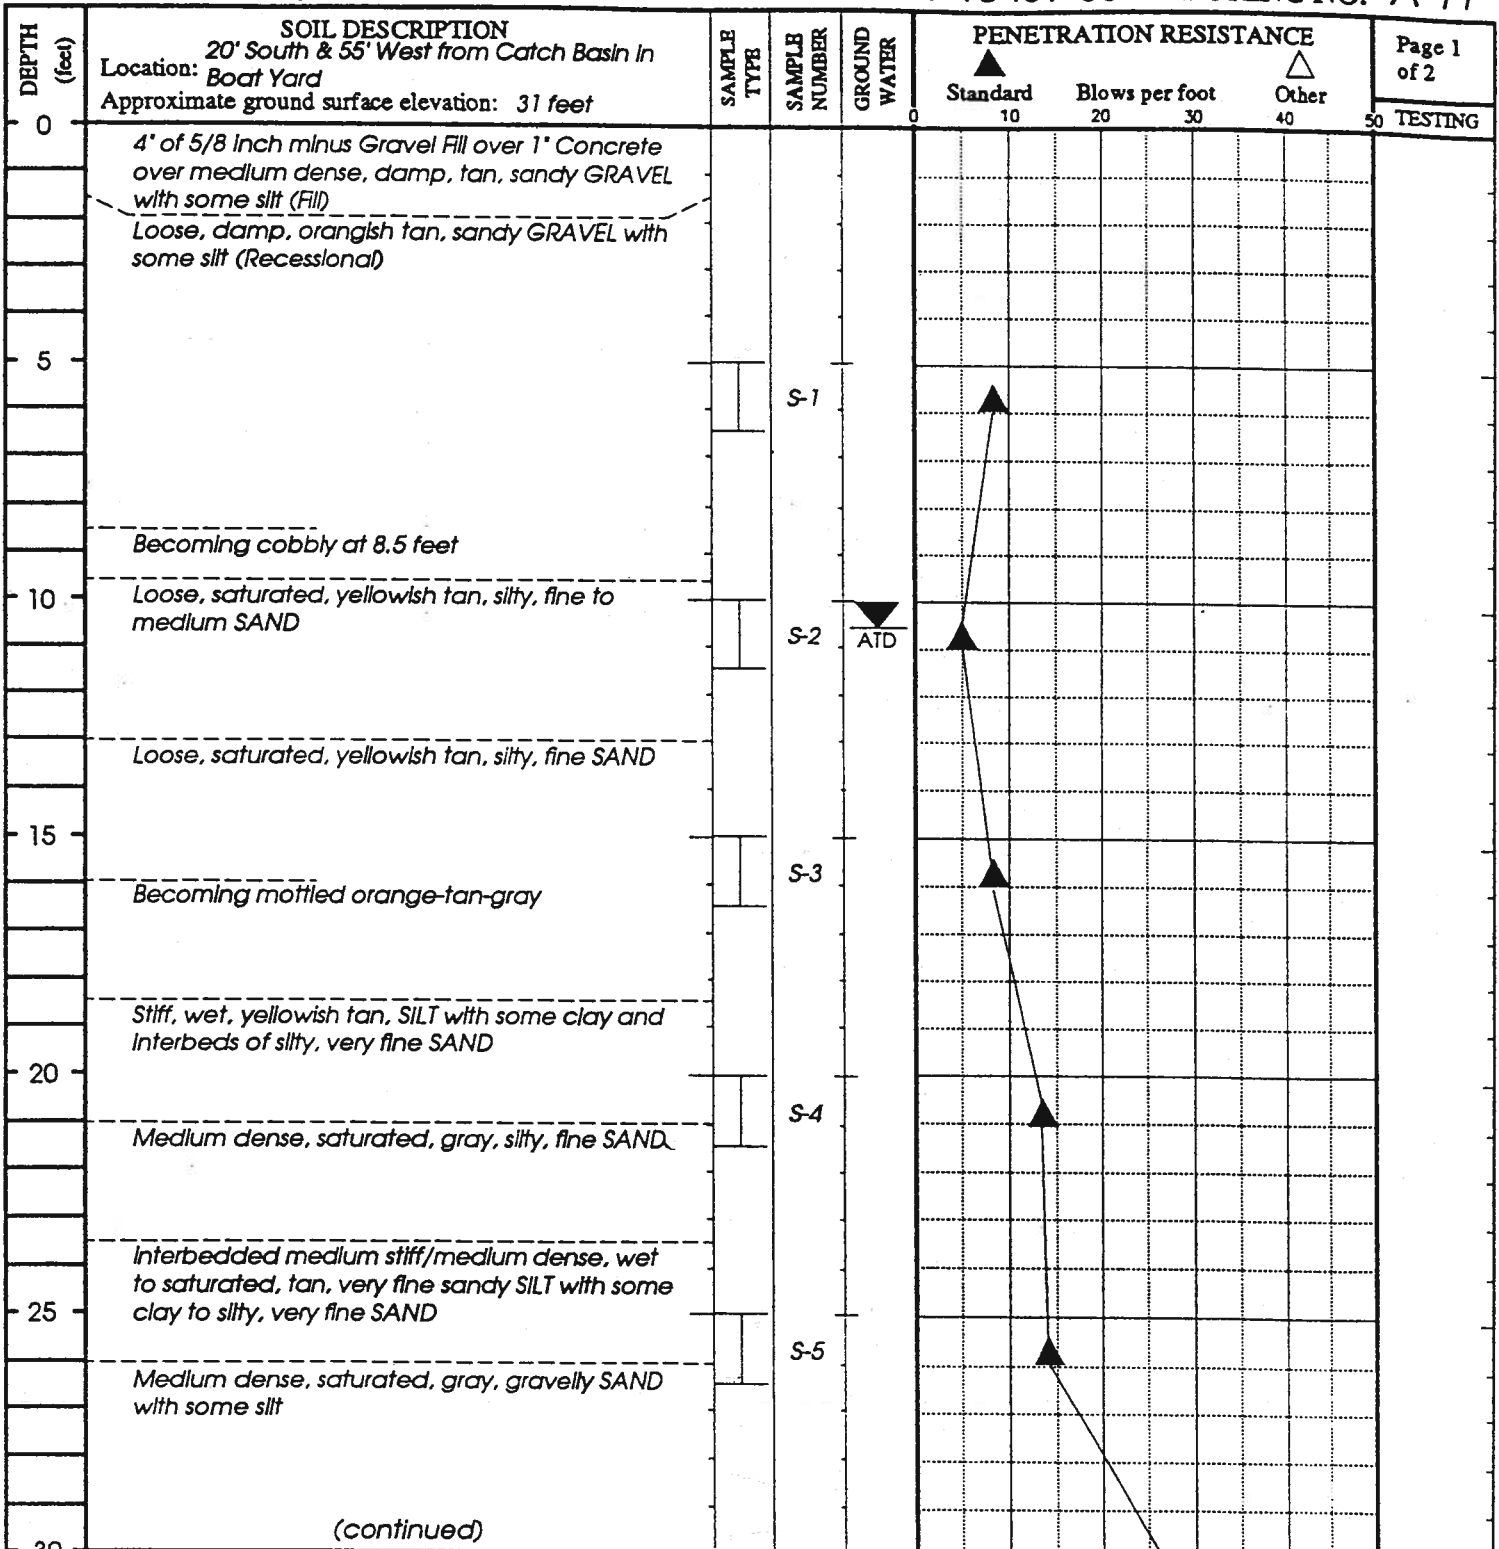 BORING NO. A-11
DEPTH (feet)
SOIL DESCRIPTION
Location: 20' South & 55' West from Catch Basin in
Boat Yard
Approximate ground surface elevation: 31 feet
SAMPLE TYPE
SAMPLE NUMBER
GROUND WATER
PENETRATION RESISTANCE
Standard Blows per foot Other
0 10 20 30 40 50
Page 1
of 2
TESTING
0
4" of 5/8 inch minus Gravel Fill over 1" Concrete
over medium dense, damp, tan, sandy GRAVEL
with some silt (Fill)
Loose, damp, orangish tan, sandy GRAVEL with
some silt (Recessional)
5
S-1
Becoming cobbly at 8.5 feet
10
Loose, saturated, yellowish tan, silty, fine to
medium SAND
S-2
ATD
Loose, saturated, yellowish tan, silty, fine SAND
15
S-3
Becoming mottled orange-tan-gray
Stiff, wet, yellowish tan, SILT with some clay and
interbeds of silty, very fine SAND
20
S-4
Medium dense, saturated, gray, silty, fine SAND
Interbedded medium stiff/medium dense, wet
to saturated, tan, very fine sandy SILT with some
clay to silty, very fine SAND
25
S-5
Medium dense, saturated, gray, gravelly SAND
with some silt
(continued)
30